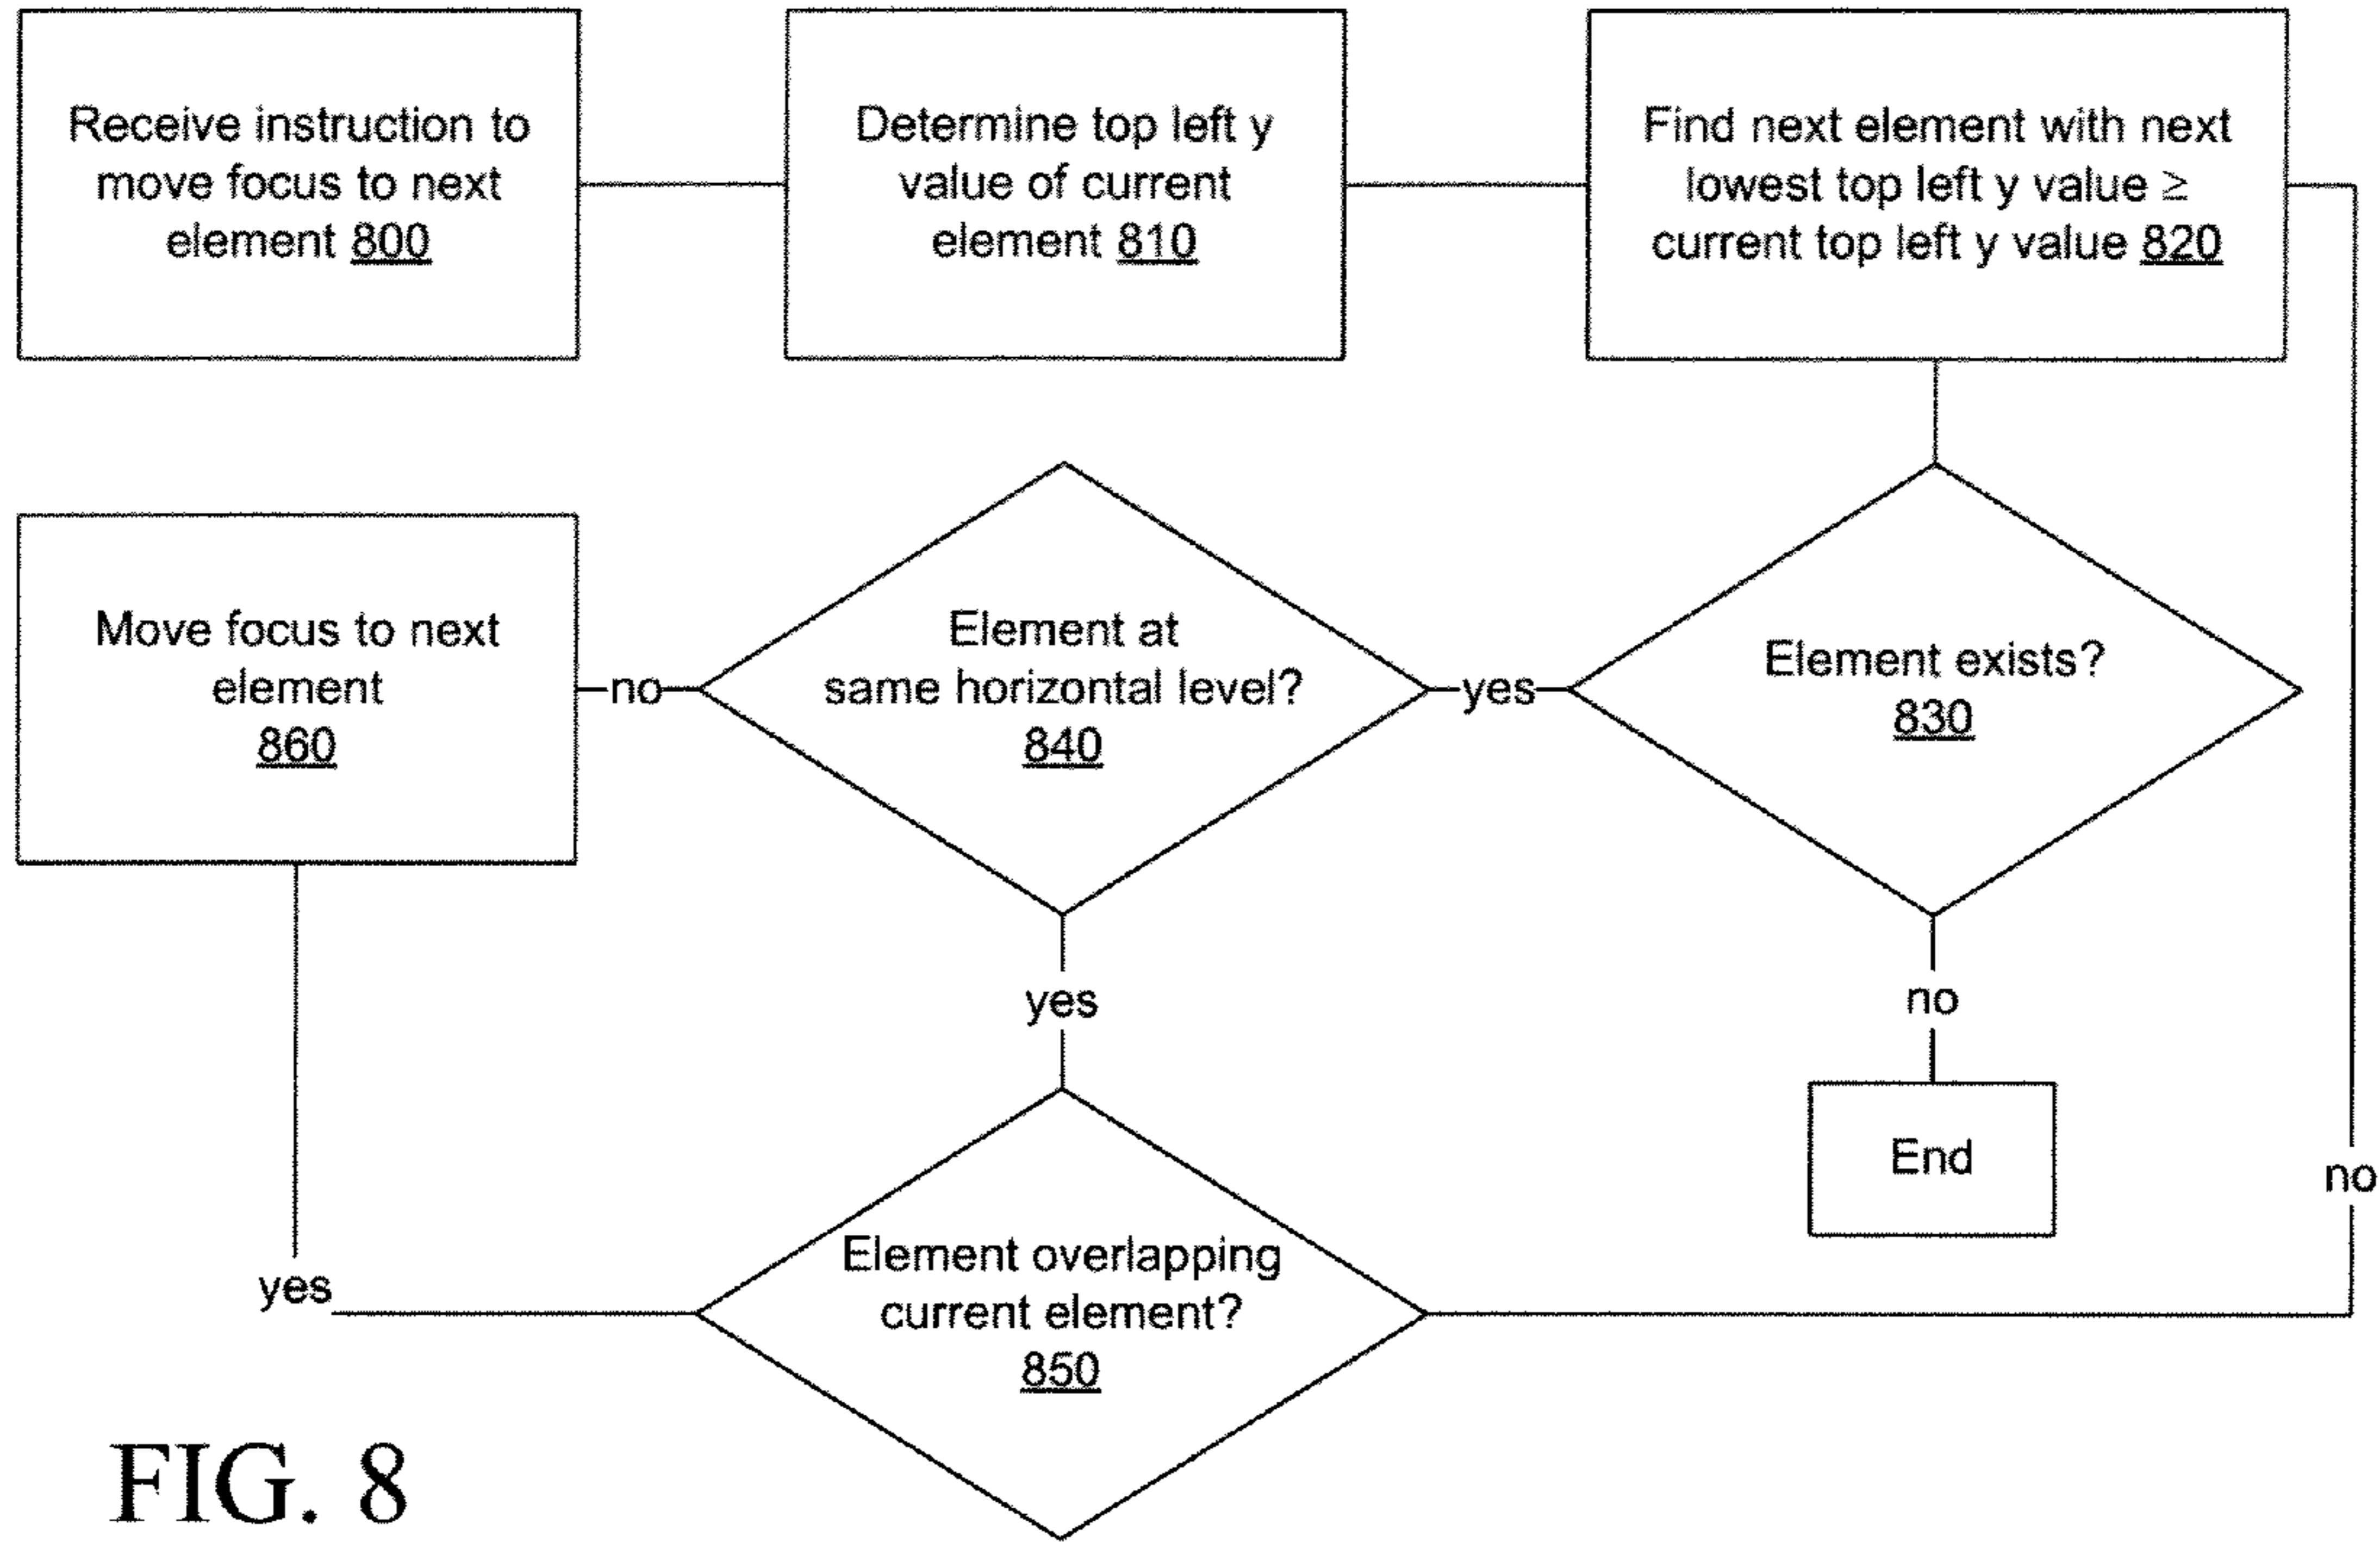 Receive instruction to
move focus to next
element 800
Determine top left y
value of current
element 810
Find next element with next
lowest top left y value ≥
current top left y value 820
Move focus to next
element
860
no
Element at
same horizontal level?
840
yes
Element exists?
830
yes
no
End
no
yes
Element overlapping
current element?
850
FIG. 8